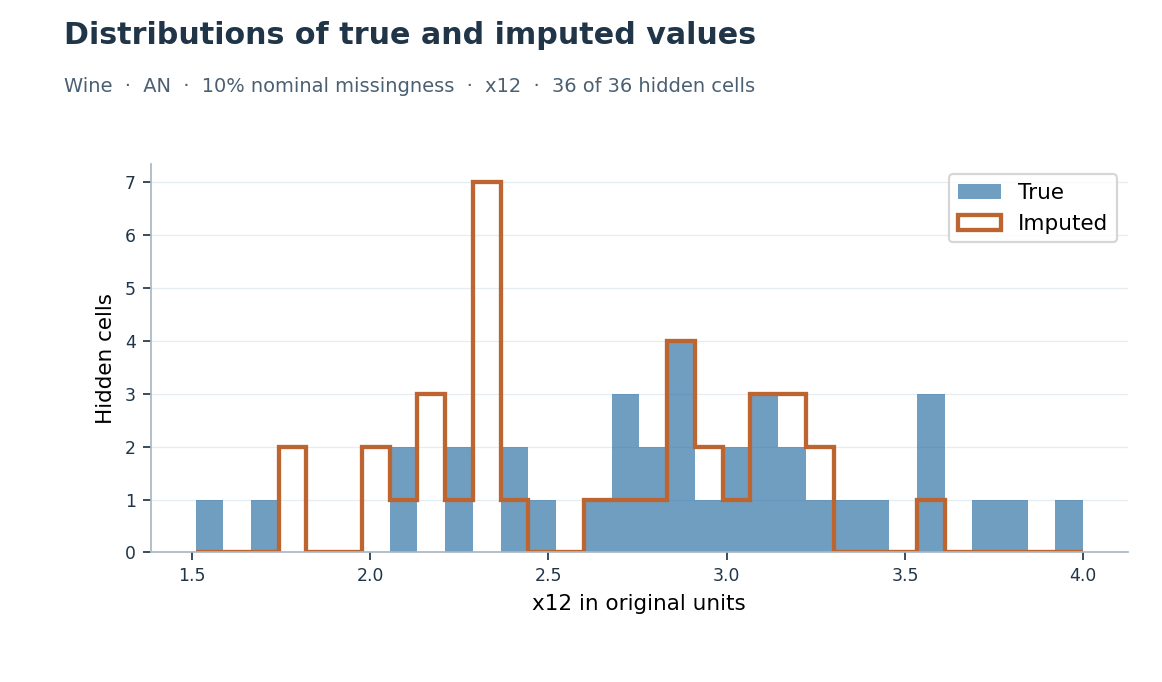 Distributions of true and imputed values
Wine · AN · 10% nominal missingness · x12 · 36 of 36 hidden cells
True
Imputed
Hidden cells
7
6
5
4
3
2
1
0
1.5 2.0 2.5 3.0 3.5 4.0
x12 in original units